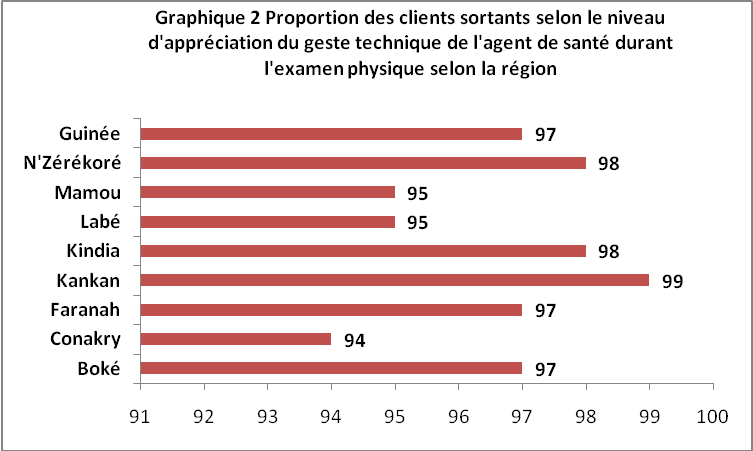 Graphique 2 Proportion des clients sortants selon le niveau
d'appréciation du geste technique de l'agent de santé durant
l'examen physique selon la région
Guinée 97
N'Zérékoré 98
Mamou 95
Labé 95
Kindia 98
Kankan 99
Faranah 97
Conakry 94
Boké 97
91 92 93 94 95 96 97 98 99 100